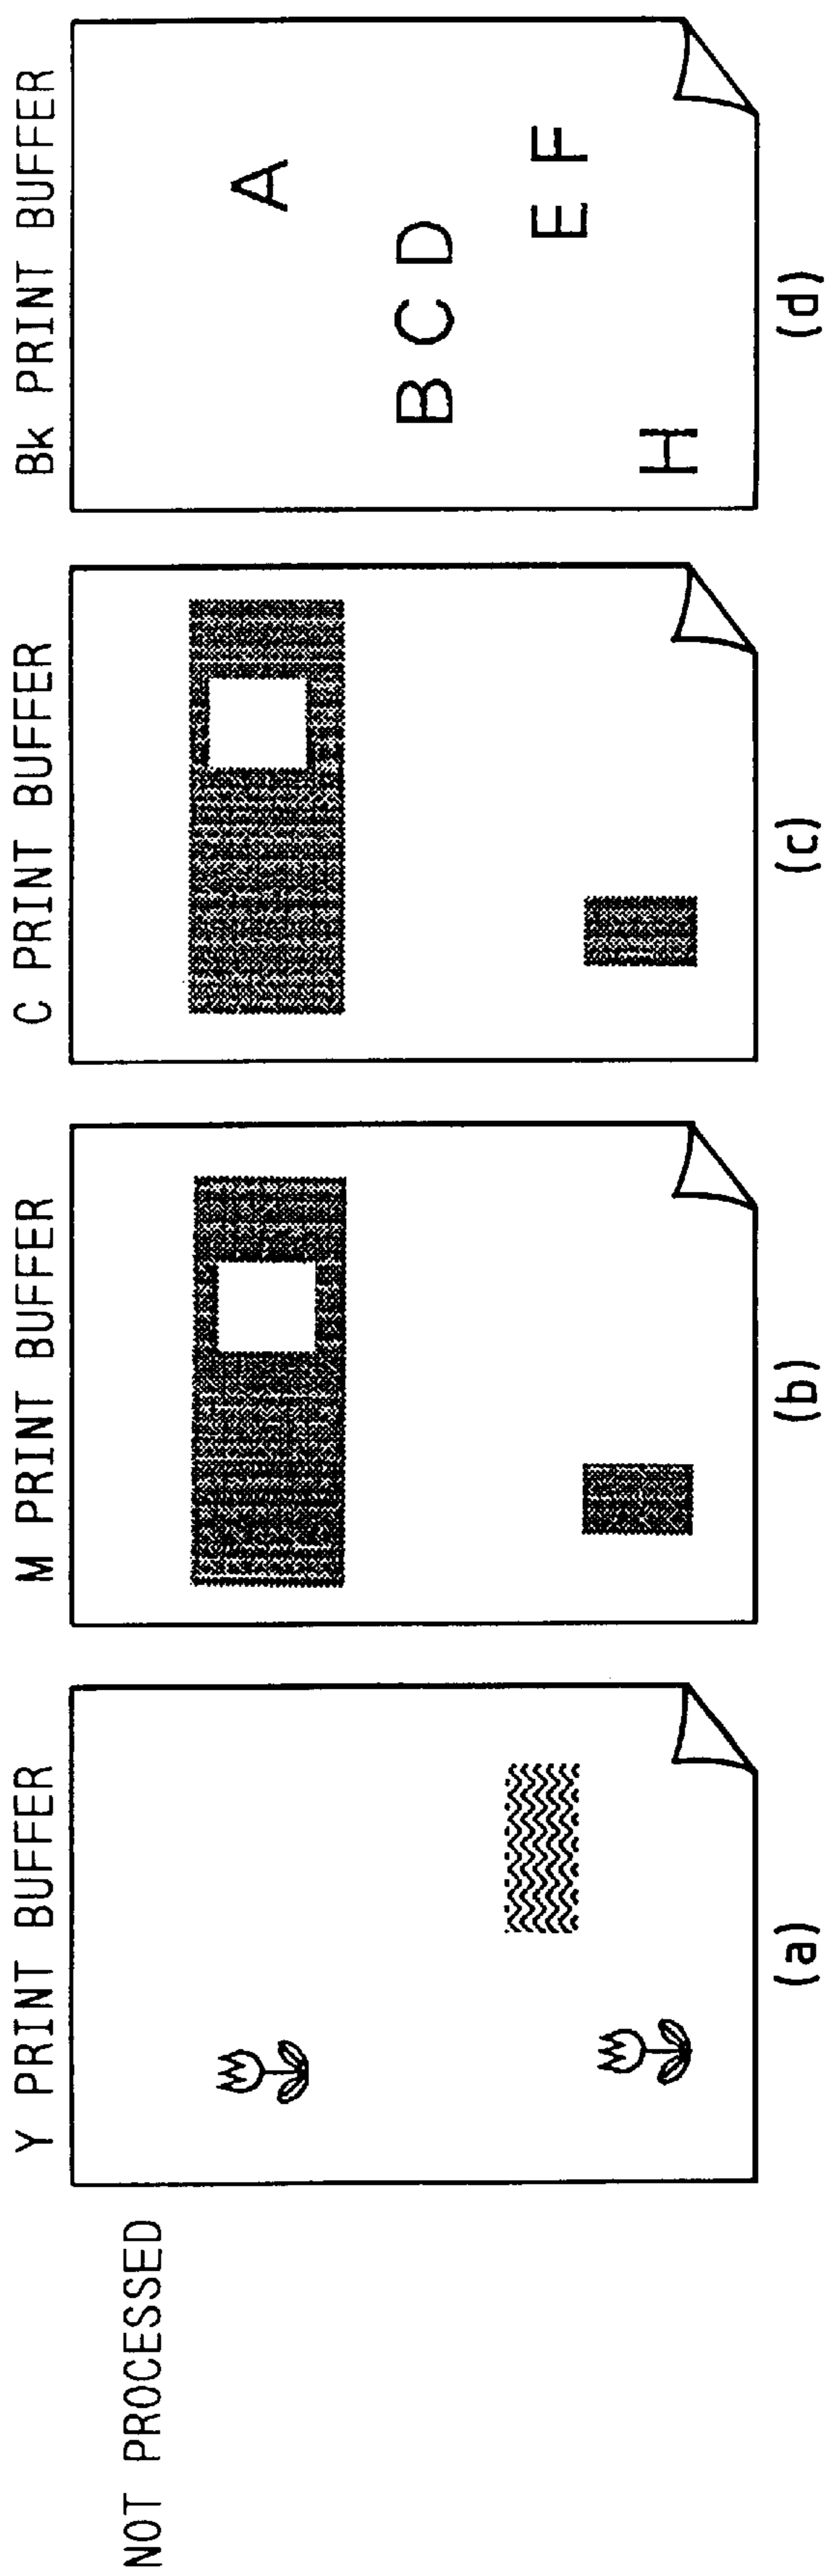 NOT PROCESSED
Y PRINT BUFFER
(a)
M PRINT BUFFER
(b)
C PRINT BUFFER
(c)
Bk PRINT BUFFER
A
B C D
E F
H
(d)